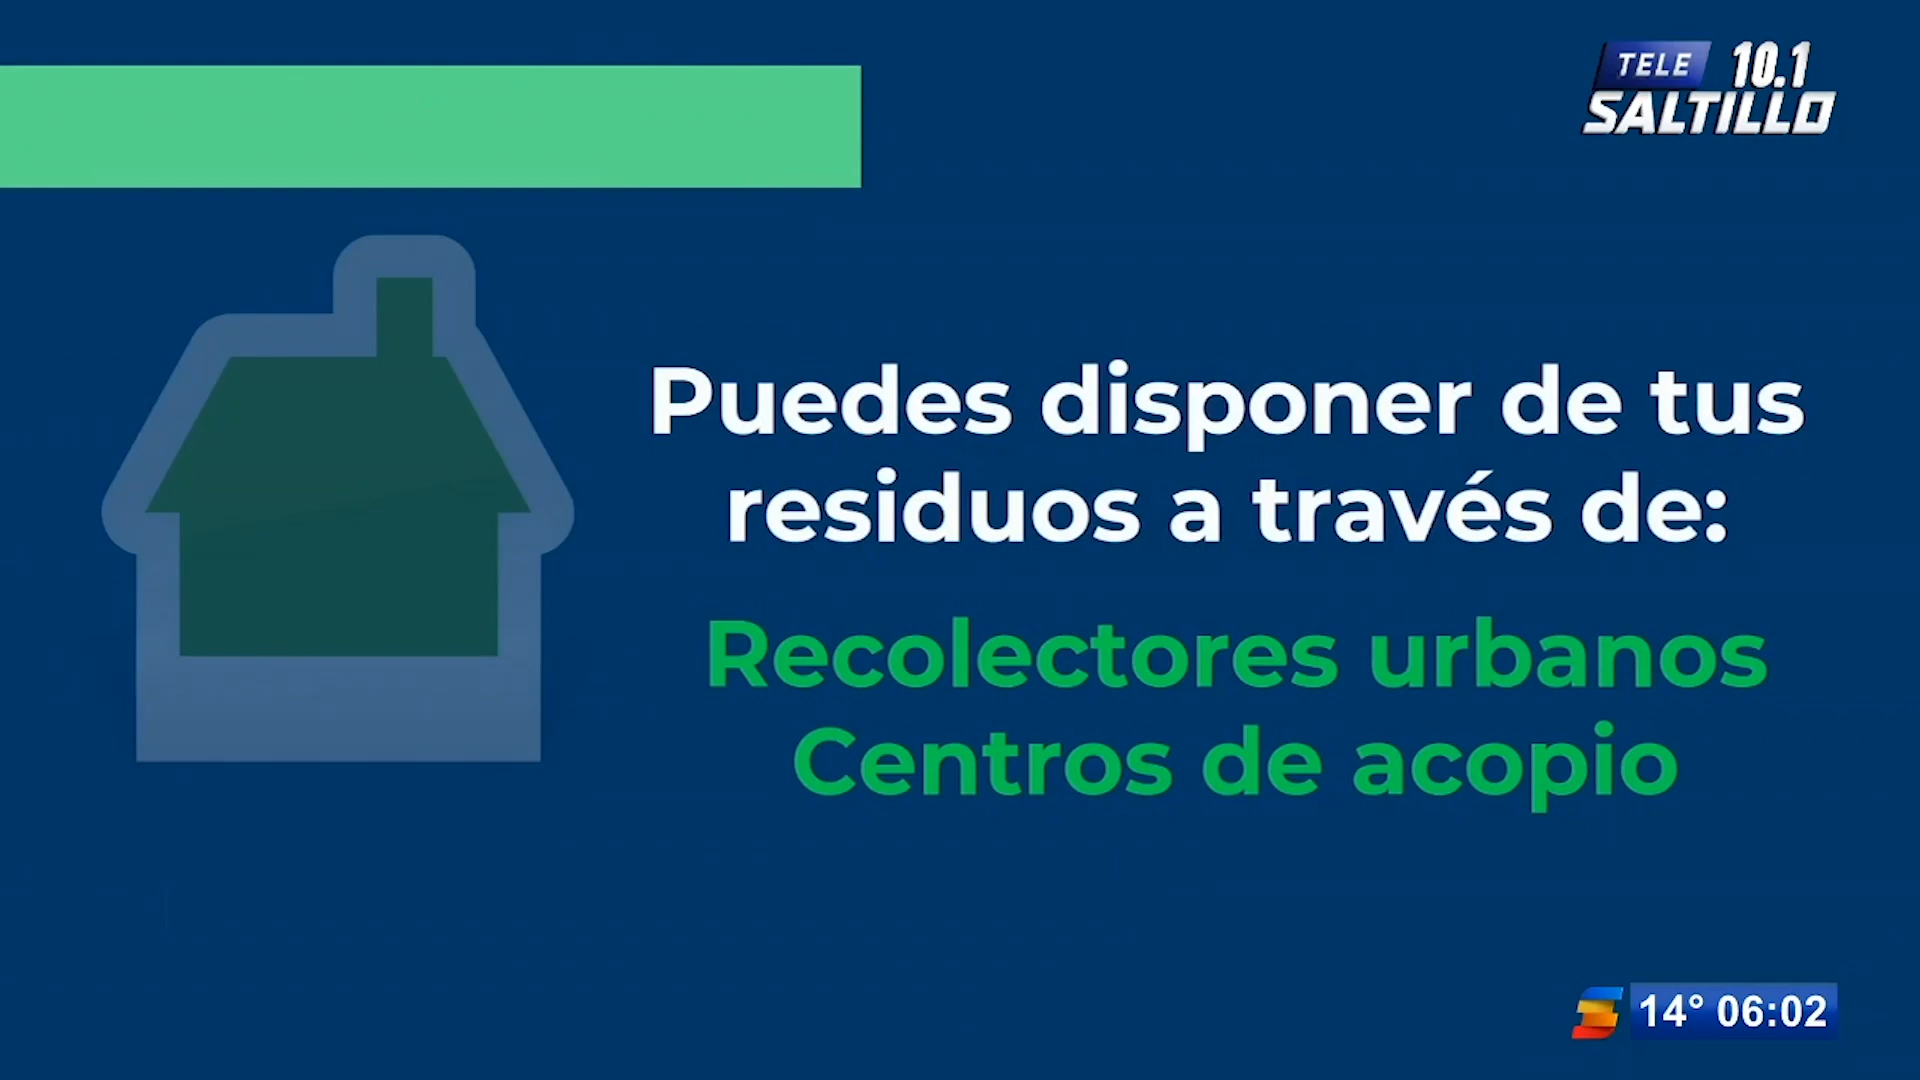 TELE 10.1
SALTILLO
Puedes disponer de tus
residuos a través de:
Recolectores urbanos
Centros de acopio
14° 06:02